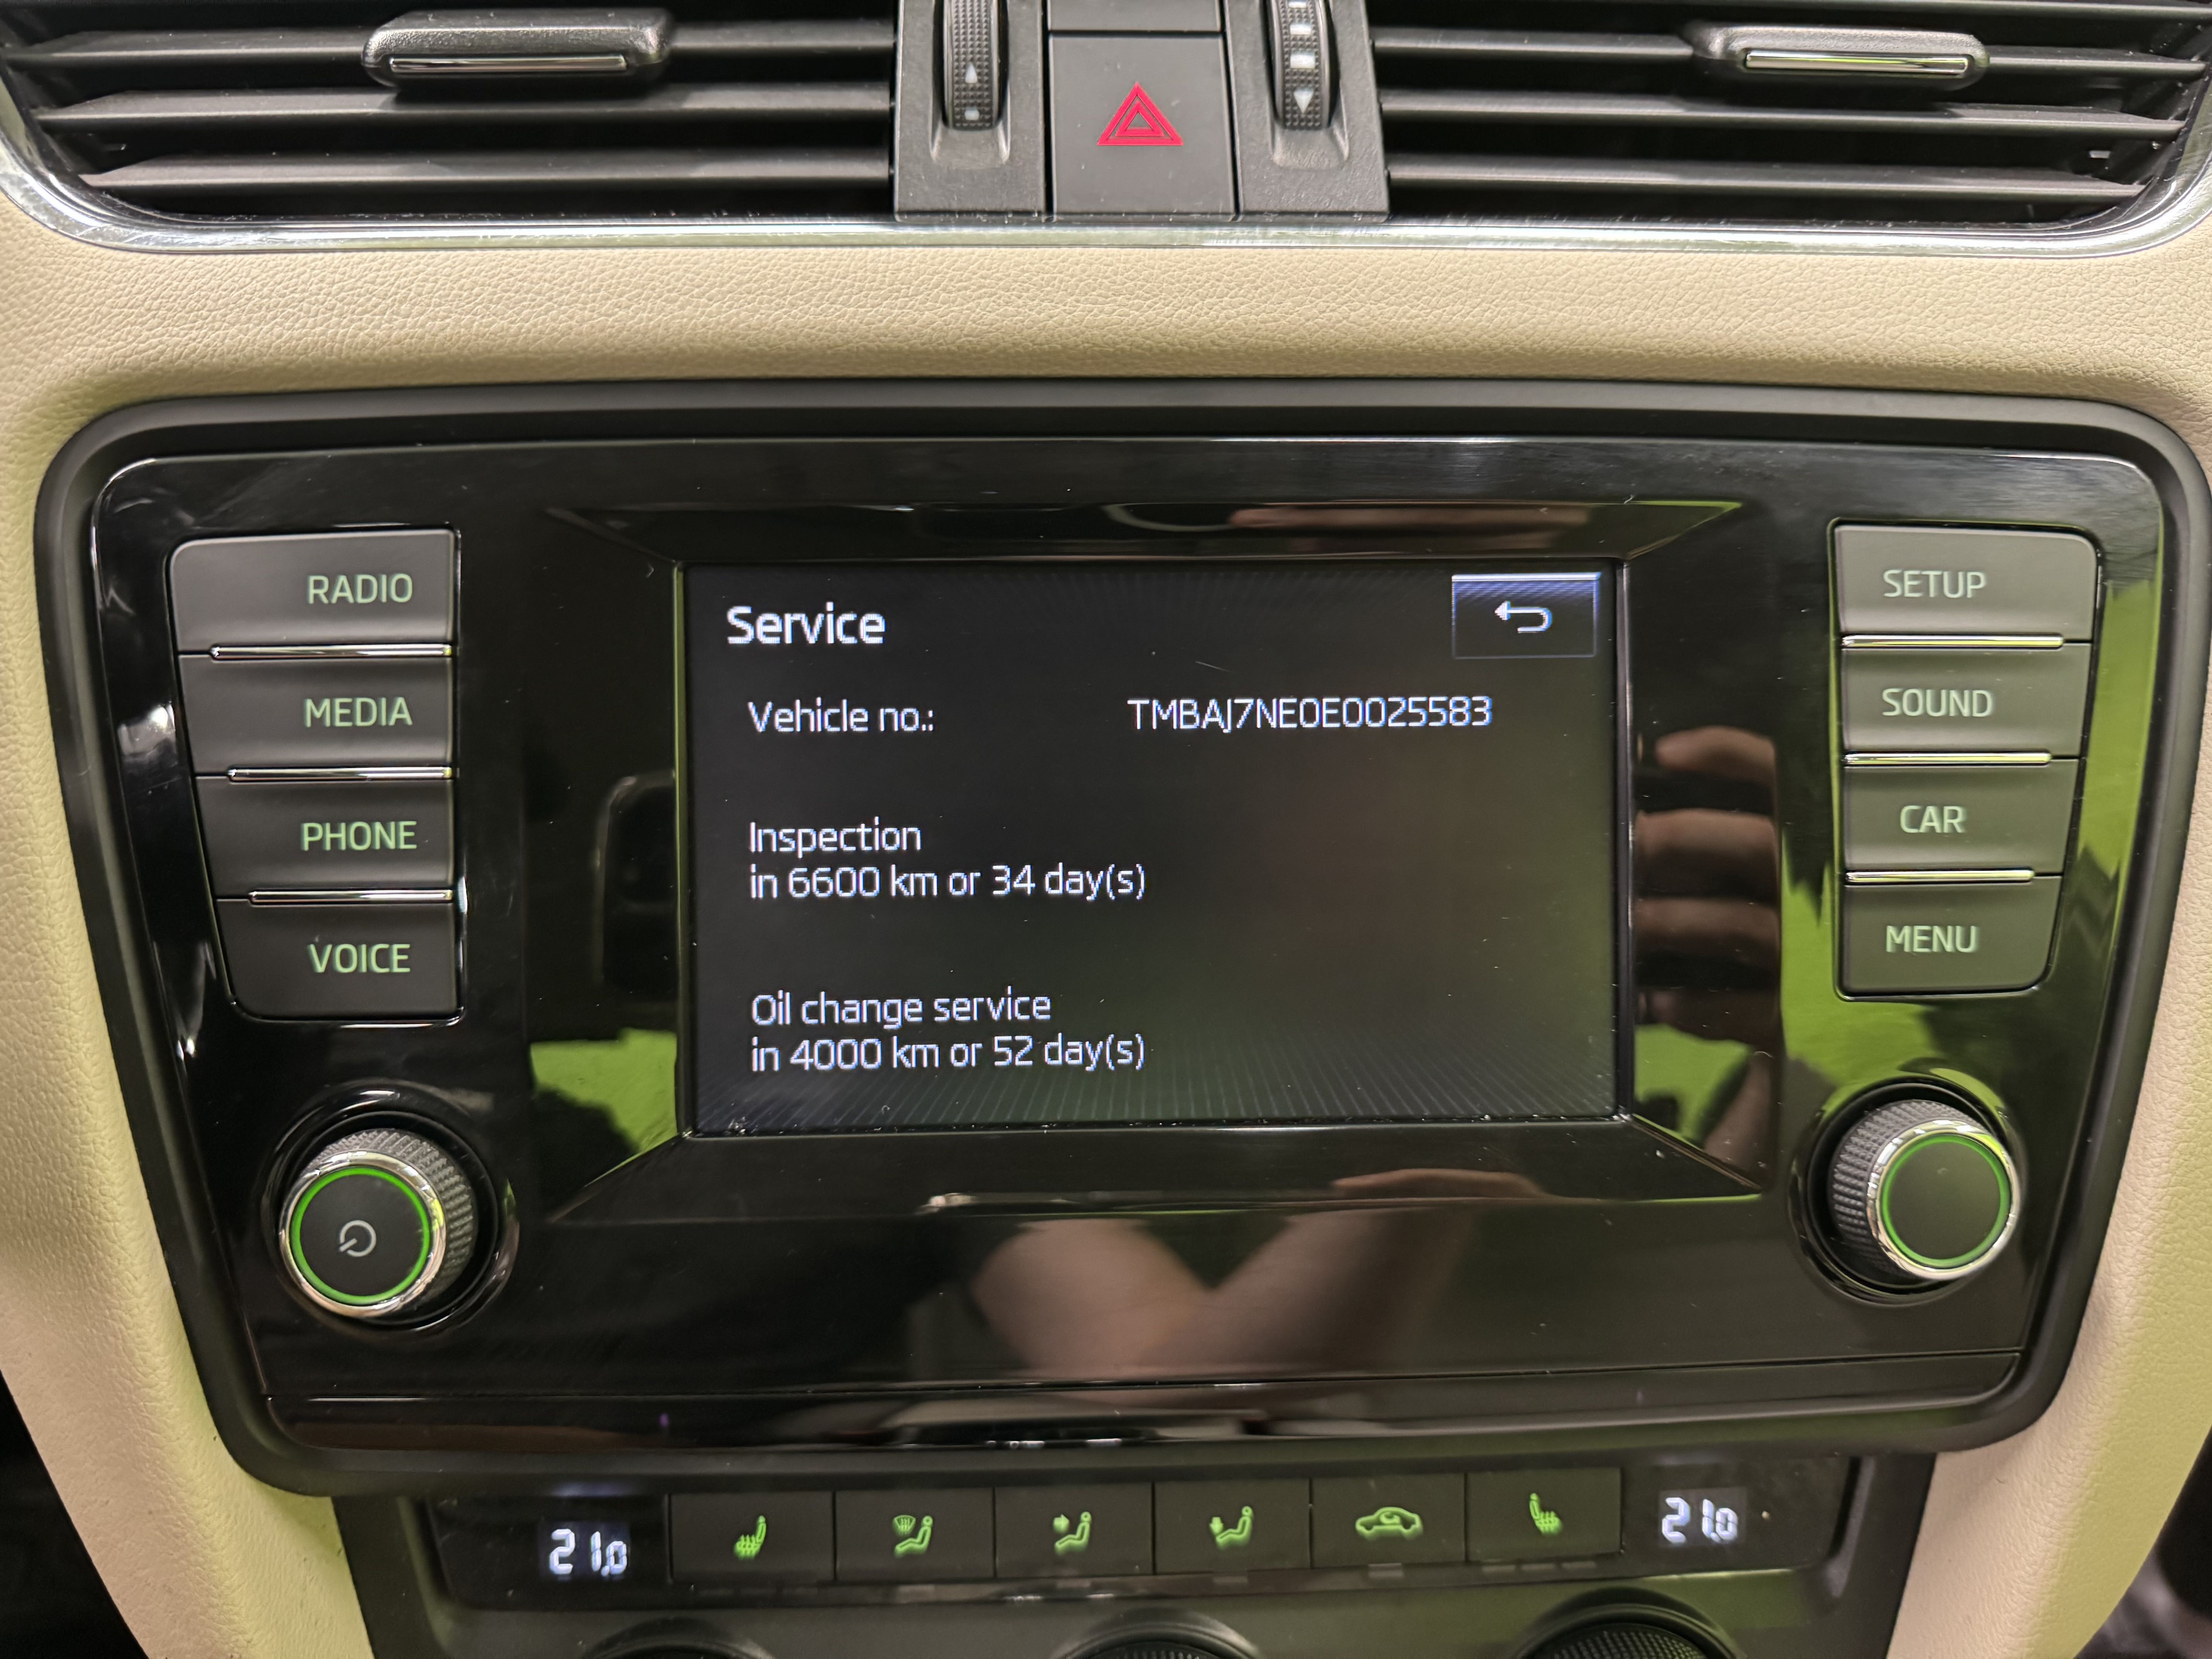 RADIO
MEDIA
PHONE
VOICE
Service
Vehicle no.: TMBAJ7NE0E0025583
Inspection
in 6600 km or 34 day(s)
Oil change service
in 4000 km or 52 day(s)
SETUP
SOUND
CAR
MENU
21,0
21,0